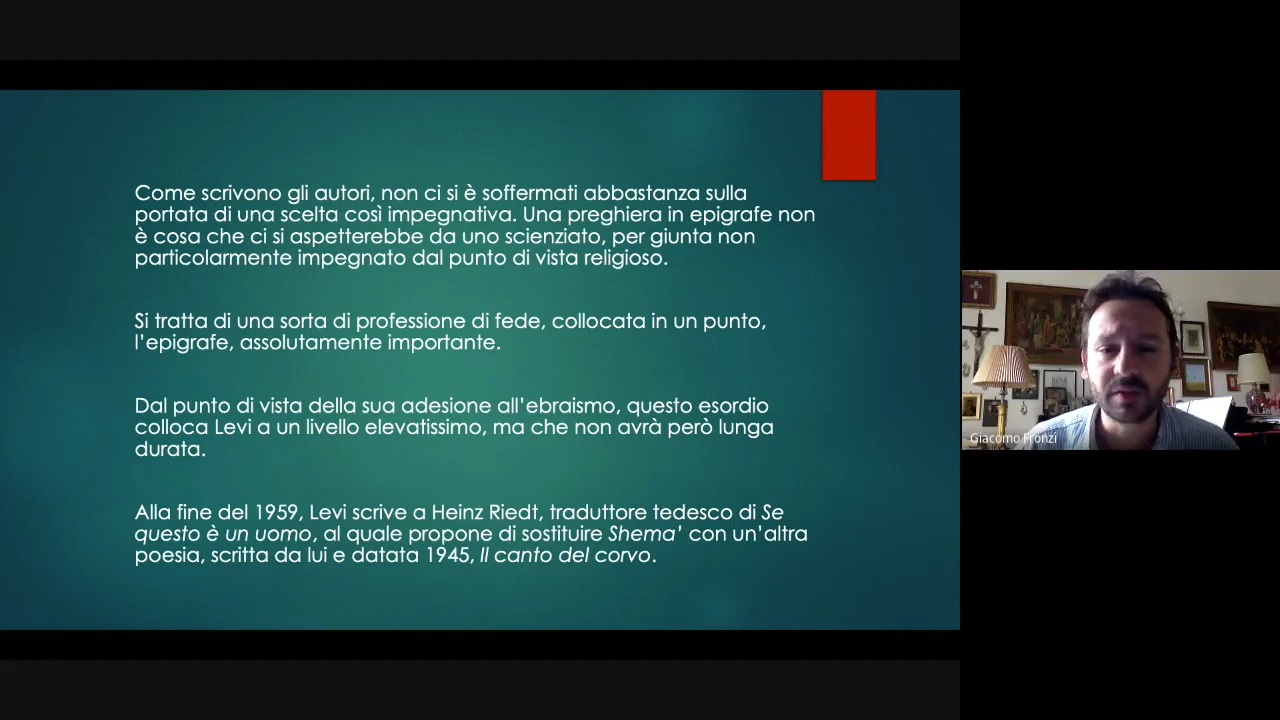 Come scrivono gli autori, non ci si è soffermati abbastanza sulla
portata di una scelta così impegnativa. Una preghiera in epigrafe non
è cosa che ci si aspetterebbe da uno scienziato, per giunta non
particolarmente impegnato dal punto di vista religioso.
Si tratta di una sorta di professione di fede, collocata in un punto,
l'epigrafe, assolutamente importante.
Dal punto di vista della sua adesione all'ebraismo, questo esordio
colloca Levi a un livello elevatissimo, ma che non avrà però lunga
durata.
Alla fine del 1959, Levi scrive a Heinz Riedt, traduttore tedesco di Se
questo è un uomo, al quale propone di sostituire Shema' con un'altra
poesia, scritta da lui e datata 1945, Il canto del corvo.
Giacomo Fronzi